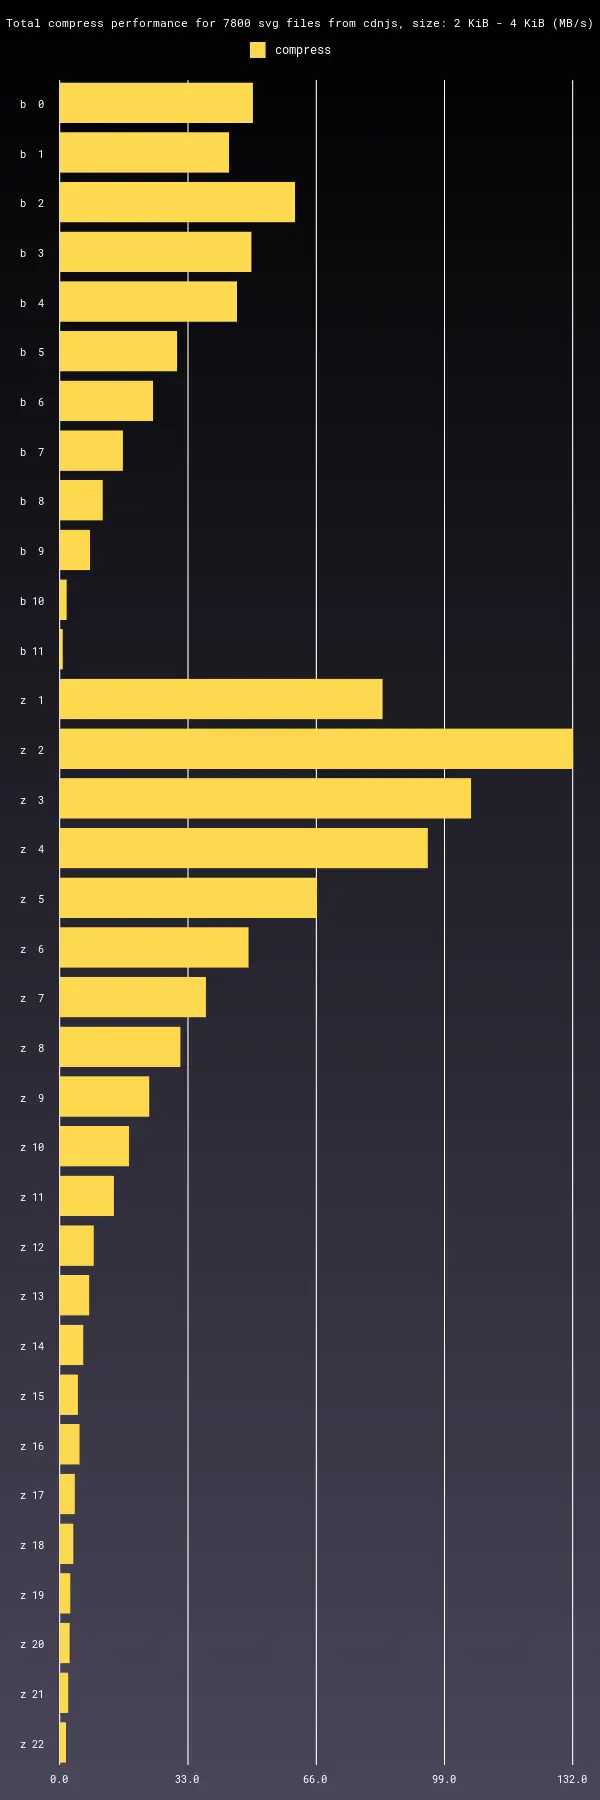 Total compress performance for 7800 svg files from cdnjs, size: 2 KiB - 4 KiB (MB/s)
compress
b 0
b 1
b 2
b 3
b 4
b 5
b 6
b 7
b 8
b 9
b 10
b 11
z 1
z 2
z 3
z 4
z 5
z 6
z 7
z 8
z 9
z 10
z 11
z 12
z 13
z 14
z 15
z 16
z 17
z 18
z 19
z 20
z 21
z 22
0.0 33.0 66.0 99.0 132.0